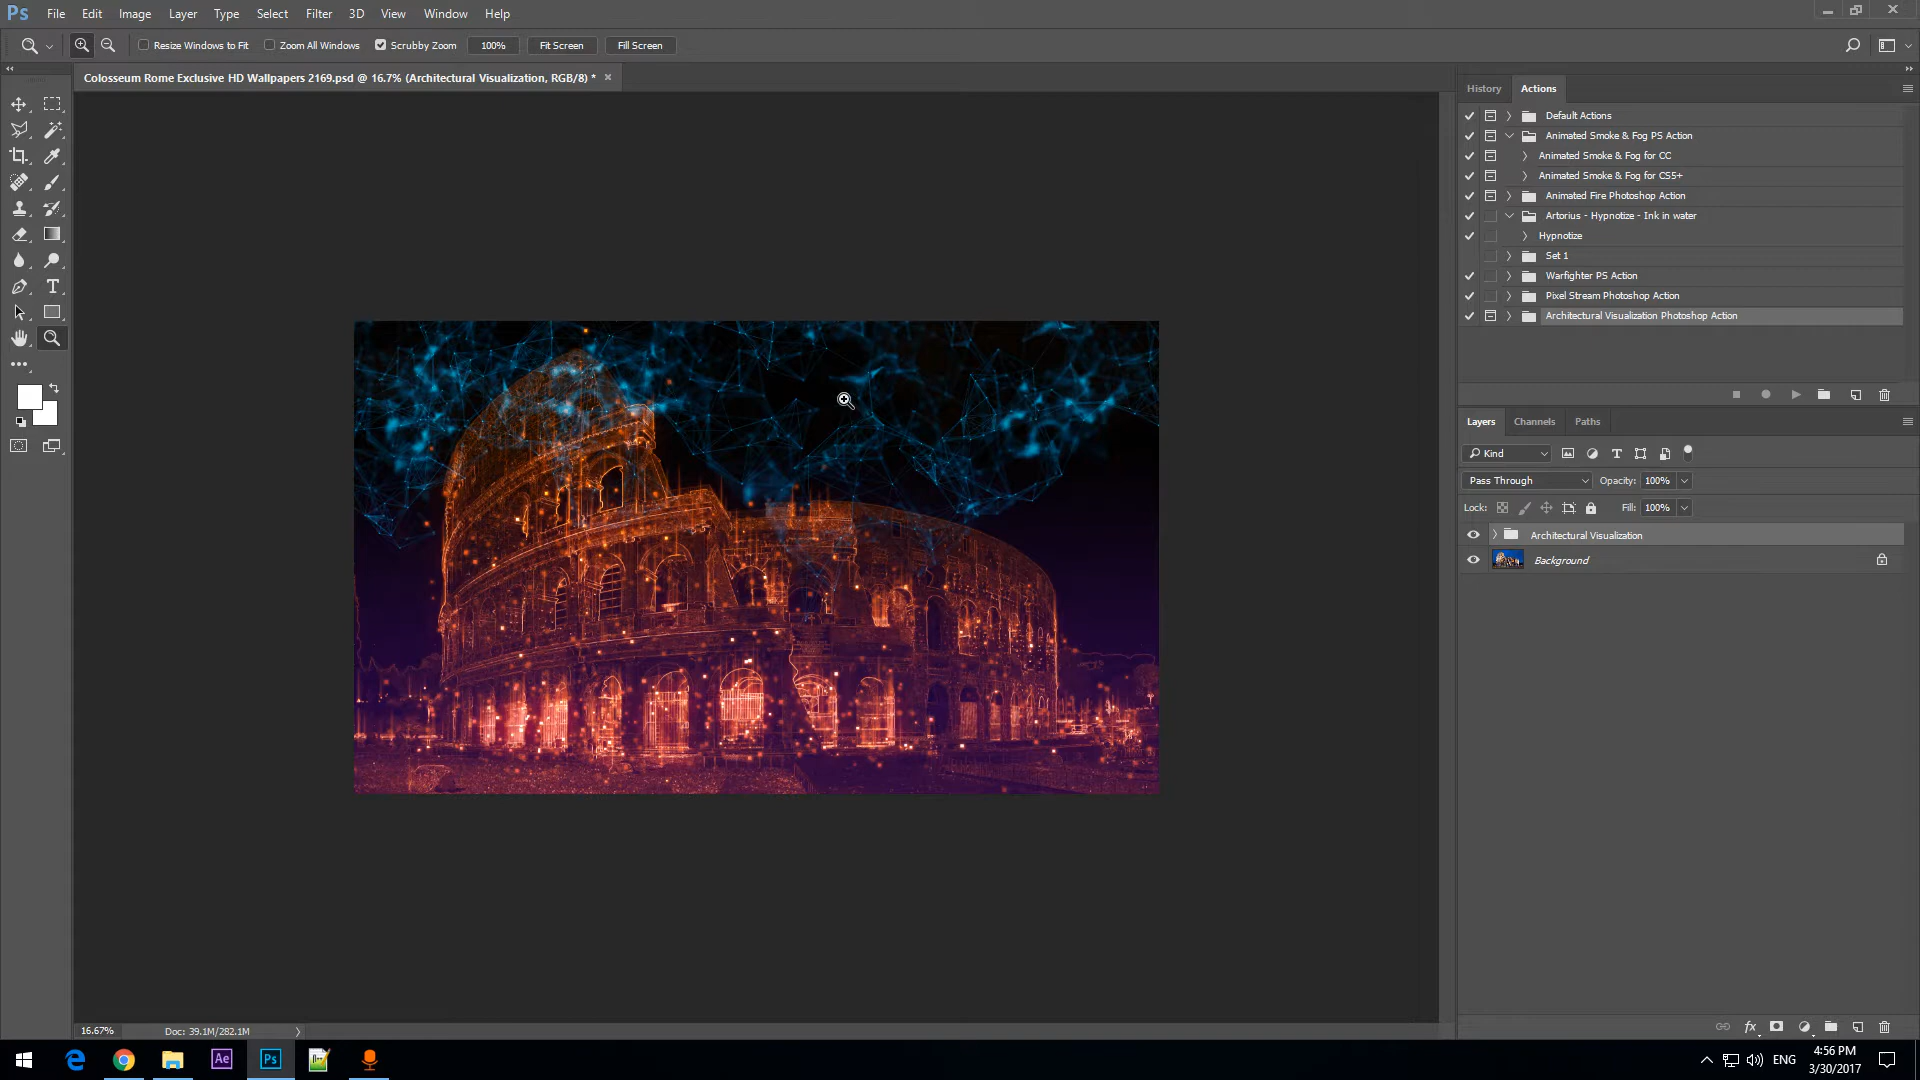 Ps File Edit Image Layer Type Select Filter 3D View Window Help
Resize Windows to Fit Zoom All Windows Scrubby Zoom 100% Fit Screen Fill Screen
Colosseum Rome Exclusive HD Wallpapers 2169.psd @ 16.7% (Architectural Visualization, RGB/8) *
History Actions
Default Actions
Animated Smoke & Fog PS Action
Animated Smoke & Fog for CC
Animated Smoke & Fog for CS5+
Animated Fire Photoshop Action
Artorius - Hypnotize - Ink in water
Hypnotize
Set 1
Warfighter PS Action
Pixel Stream Photoshop Action
Architectural Visualization Photoshop Action
Layers Channels Paths
Kind
Pass Through Opacity: 100%
Lock: Fill: 100%
Architectural Visualization
Background
16.67% Doc: 39.1M/282.1M
fx
Ae Ps ENG
4:56 PM
3/30/2017